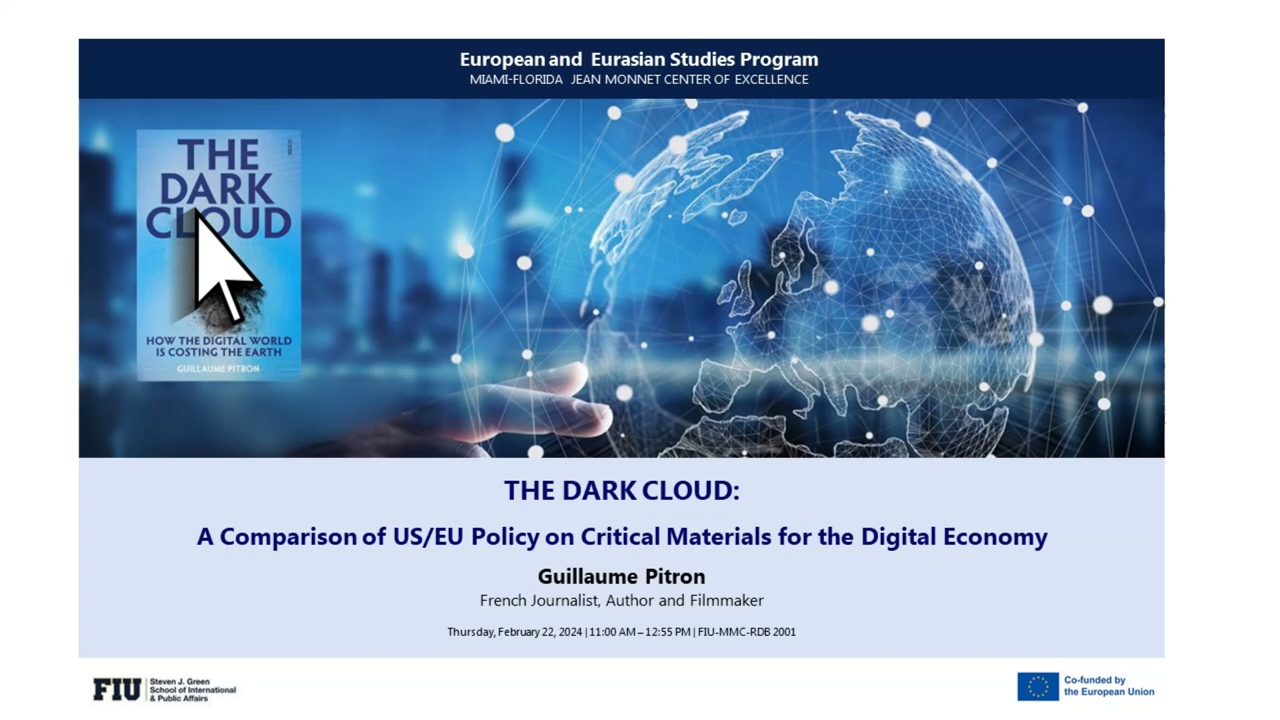 European and Eurasian Studies Program
MIAMI-FLORIDA JEAN MONNET CENTER OF EXCELLENCE
THE
DARK
CLOUD
HOW THE DIGITAL WORLD
IS COSTING THE EARTH
GUILLAUME PITRON
THE DARK CLOUD:
A Comparison of US/EU Policy on Critical Materials for the Digital Economy
Guillaume Pitron
French Journalist, Author and Filmmaker
Thursday, February 22, 2024 | 11:00 AM – 12:55 PM | FIU-MMC-RDB 2001
FIU
Steven J. Green
School of International
& Public Affairs
Co-funded by
the European Union